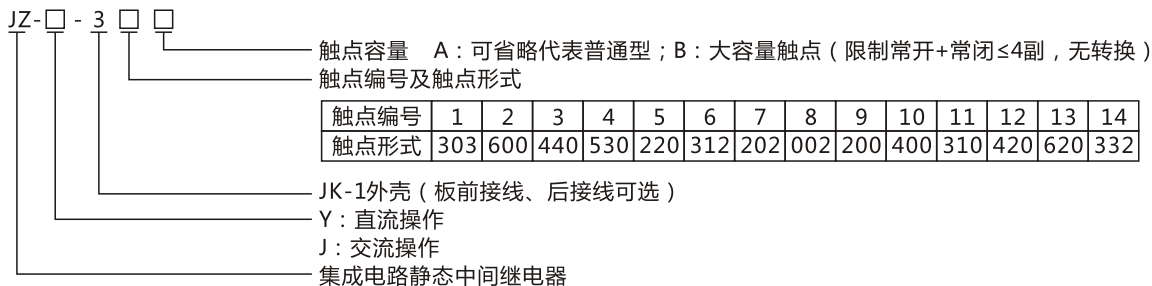 JZ-□-3□□
触点容量 A：可省略代表普通型；B：大容量触点（限制常开+常闭≤4副，无转换）
触点编号及触点形式
触点编号 1 2 3 4 5 6 7 8 9 10 11 12 13 14
触点形式 303 600 440 530 220 312 202 002 200 400 310 420 620 332
JK-1外壳（板前接线、后接线可选）
Y：直流操作
J：交流操作
集成电路静态中间继电器